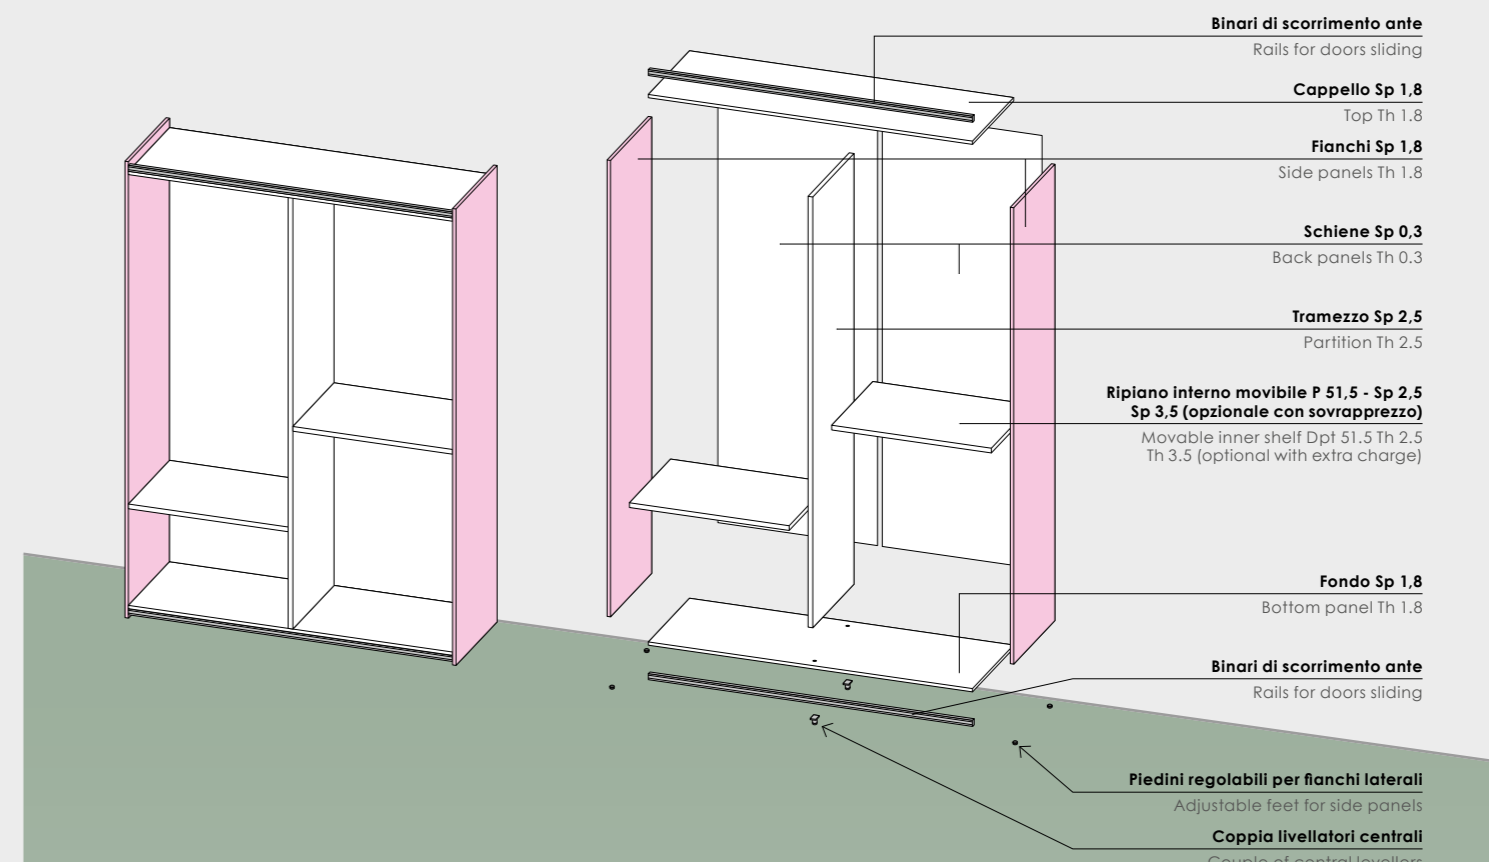 Binari di scorrimento ante
Rails for doors sliding
Cappello Sp 1,8
Top Th 1.8
Fianchi Sp 1,8
Side panels Th 1.8
Schiene Sp 0,3
Back panels Th 0.3
Tramezzo Sp 2,5
Partition Th 2.5
Ripiano interno movibile P 51,5 - Sp 2,5
Sp 3,5 (opzionale con sovrapprezzo)
Movable inner shelf Dpt 51.5 Th 2.5
Th 3.5 (optional with extra charge)
Fondo Sp 1,8
Bottom panel Th 1.8
Binari di scorrimento ante
Rails for doors sliding
Piedini regolabili per fianchi laterali
Adjustable feet for side panels
Coppia livellatori centrali
Couple of central levellers